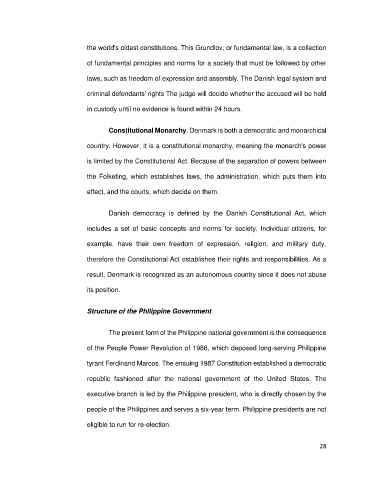 the world's oldest constitutions. This Grundlov, or fundamental law, is a collection
of fundamental principles and norms for a society that must be followed by other
laws, such as freedom of expression and assembly. The Danish legal system and
criminal defendants' rights The judge will decide whether the accused will be held
in custody until no evidence is found within 24 hours.
Constitutional Monarchy. Denmark is both a democratic and monarchical
country. However, it is a constitutional monarchy, meaning the monarch's power
is limited by the Constitutional Act. Because of the separation of powers between
the Folketing, which establishes laws, the administration, which puts them into
effect, and the courts, which decide on them.
Danish democracy is defined by the Danish Constitutional Act, which
includes a set of basic concepts and norms for society. Individual citizens, for
example, have their own freedom of expression, religion, and military duty,
therefore the Constitutional Act establishes their rights and responsibilities. As a
result, Denmark is recognized as an autonomous country since it does not abuse
its position.
Structure of the Philippine Government
The present form of the Philippine national government is the consequence
of the People Power Revolution of 1986, which deposed long-serving Philippine
tyrant Ferdinand Marcos. The ensuing 1987 Constitution established a democratic
republic fashioned after the national government of the United States. The
executive branch is led by the Philippine president, who is directly chosen by the
people of the Philippines and serves a six-year term. Philippine presidents are not
eligible to run for re-election.
28